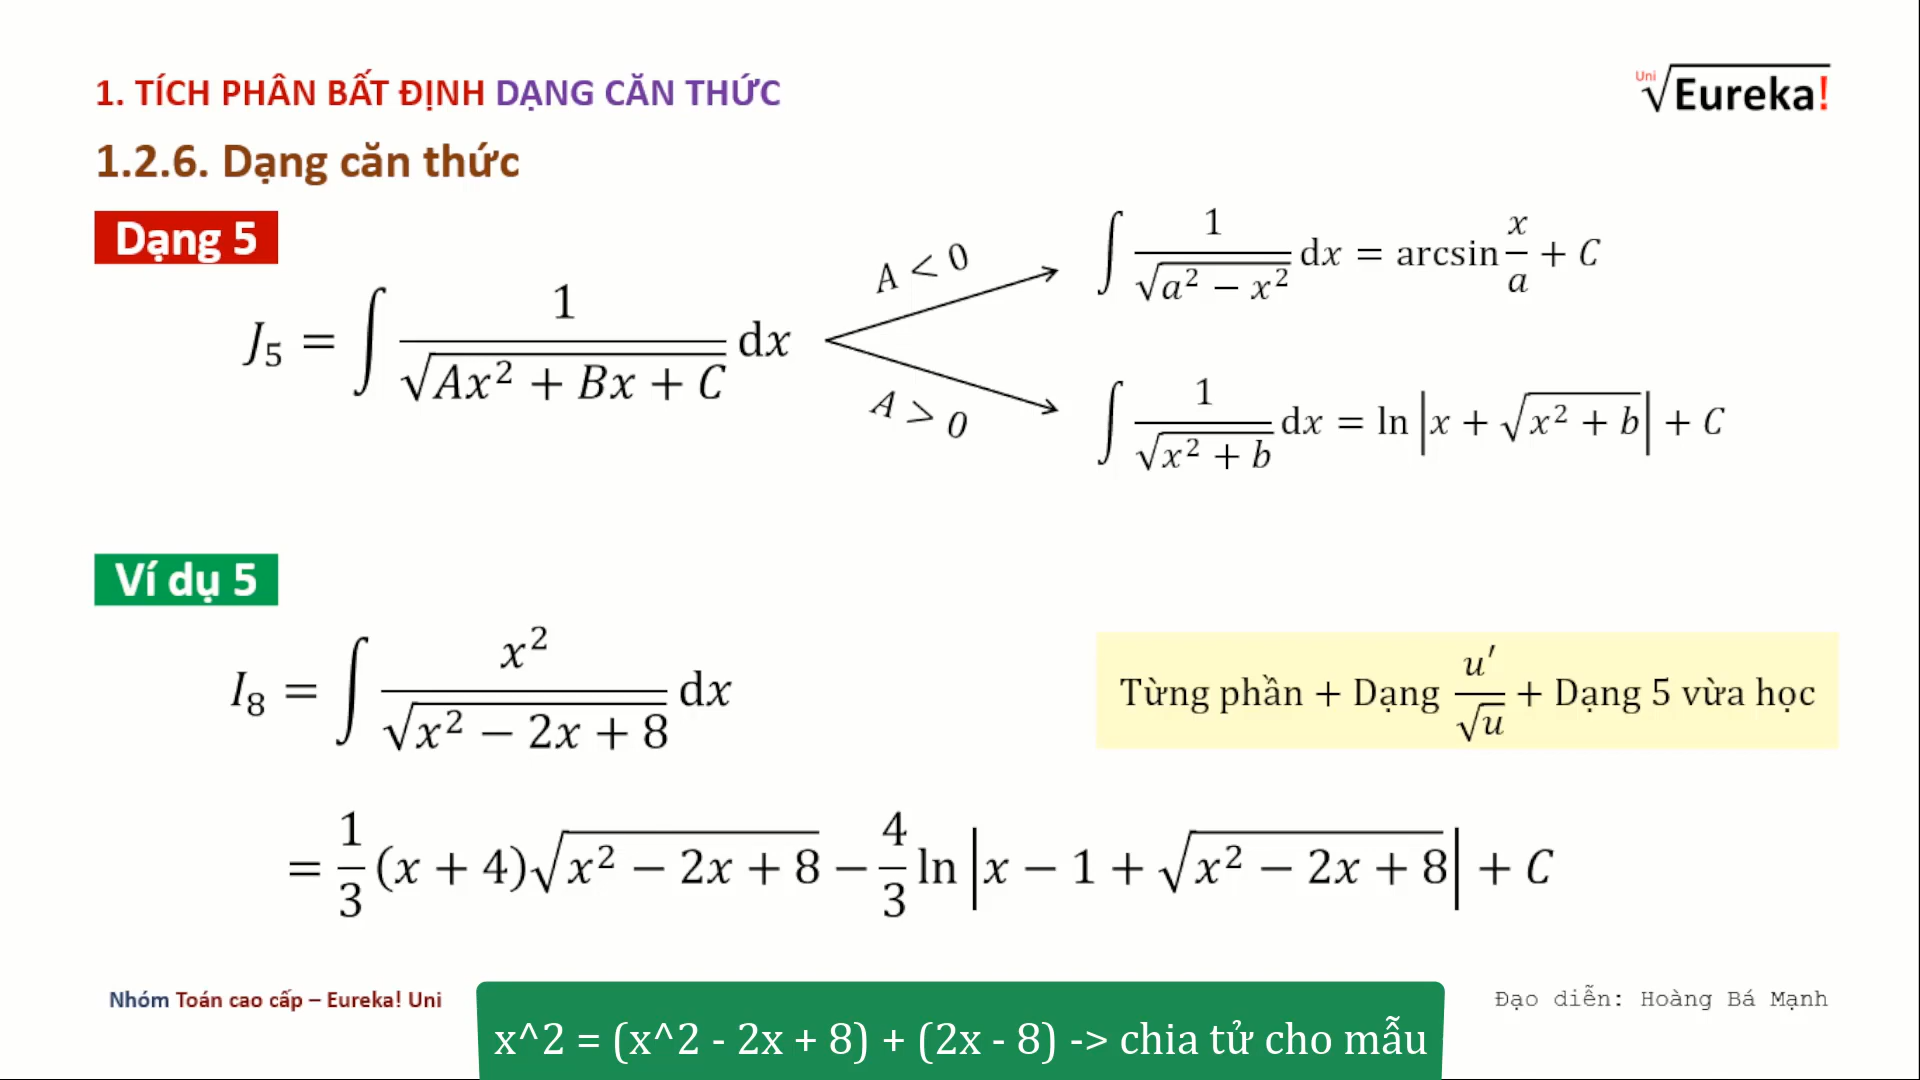 1. TÍCH PHÂN BẤT ĐỊNH DẠNG CĂN THỨC
Uni √Eureka!
1.2.6. Dạng căn thức
Dạng 5
J₅ = ∫ 1/√(Ax² + Bx + C) dx
A < 0
∫ 1/√(a² − x²) dx = arcsin x/a + C
A > 0
∫ 1/√(x² + b) dx = ln |x + √(x² + b)| + C
Ví dụ 5
I₈ = ∫ x²/√(x² − 2x + 8) dx
Từng phần + Dạng u′/√u + Dạng 5 vừa học
= 1/3 (x + 4)√(x² − 2x + 8) − 4/3 ln |x − 1 + √(x² − 2x + 8)| + C
Nhóm Toán cao cấp – Eureka! Uni
x^2 = (x^2 - 2x + 8) + (2x - 8) -> chia tử cho mẫu
Đạo diễn: Hoàng Bá Mạnh